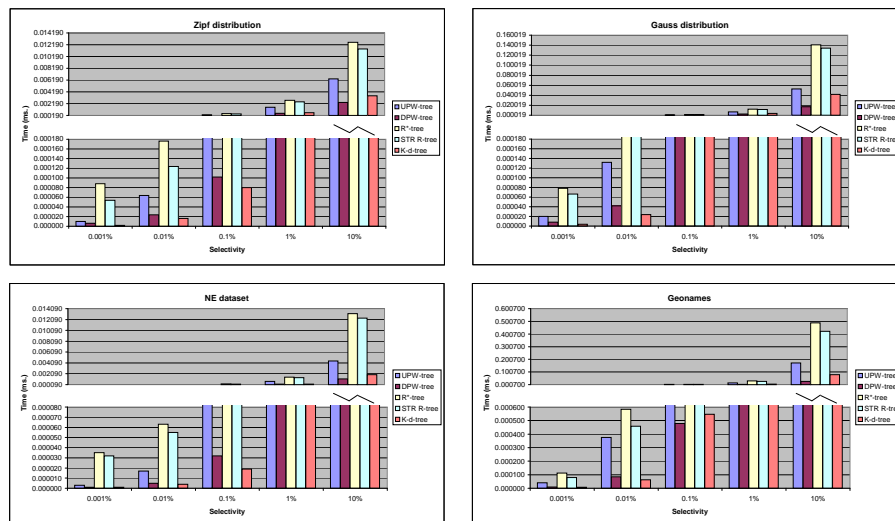 Zipf distribution
0.014190
0.012190
0.010190
0.008190
0.006190
0.004190
0.002190
0.000190
0.000180
0.000160
0.000140
0.000120
0.000100
0.000080
0.000060
0.000040
0.000020
0.000000
Time (ms.)
0.001% 0.01% 0.1% 1% 10%
Selectivity
UPW-tree
DPW-tree
R*-tree
STR R-tree
K-d-tree
Gauss distribution
0.160019
0.140019
0.120019
0.100019
0.080019
0.060019
0.040019
0.020019
0.000019
0.000180
0.000160
0.000140
0.000120
0.000100
0.000080
0.000060
0.000040
0.000020
0.000000
Time (ms.)
0.001% 0.01% 0.1% 1% 10%
Selectivity
UPW-tree
DPW-tree
R*-tree
STR R-tree
K-d-tree
NE dataset
0.014090
0.012090
0.010090
0.008090
0.006090
0.004090
0.002090
0.000090
0.000080
0.000070
0.000060
0.000050
0.000040
0.000030
0.000020
0.000010
0.000000
Time (ms.)
0.001% 0.01% 0.1% 1% 10%
Selectivity
UPW-tree
DPW-tree
R*-tree
STR R-tree
K-d-tree
Geonames
0.600700
0.500700
0.400700
0.300700
0.200700
0.100700
0.000700
0.000600
0.000500
0.000400
0.000300
0.000200
0.000100
0.000000
Time (ms.)
0.001% 0.01% 0.1% 1% 10%
Selectivity
UPW-tree
DPW-tree
R*-tree
STR R-tree
K-d-tree